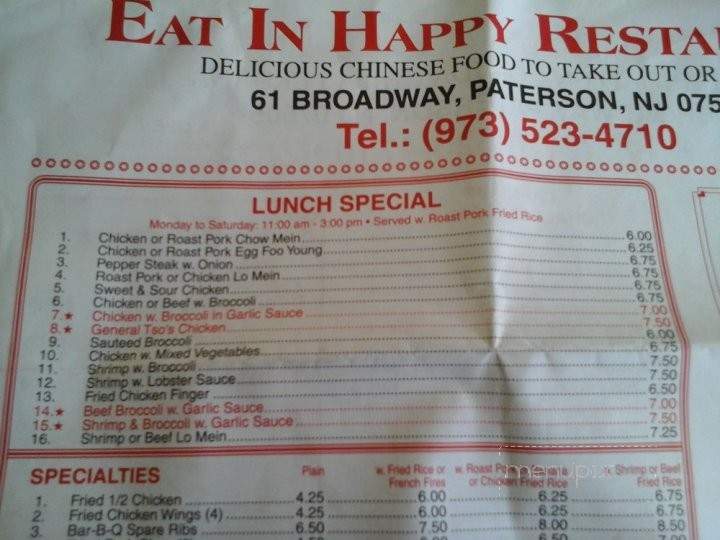 EAT IN HAPPY RESTA
DELICIOUS CHINESE FOOD TO TAKE OUT OR
61 BROADWAY, PATERSON, NJ 075
Tel.: (973) 523-4710
LUNCH SPECIAL
Monday to Saturday: 11:00 am - 3:00 pm • Served w. Roast Pork Fried Rice
1. Chicken or Roast Pork Chow Mein 6.00
2. Chicken or Roast Pork Egg Foo Young 6.25
3. Pepper Steak w. Onion 6.75
4. Roast Pork or Chicken Lo Mein 6.75
5. Sweet & Sour Chicken 6.75
6. Chicken or Beef w. Broccoli 6.75
7.★ Chicken w. Broccoli in Garlic Sauce 7.00
8.★ General Tso's Chicken 7.50
9. Sauteed Broccoli 6.00
10. Chicken w. Mixed Vegetables 6.75
11. Shrimp w. Broccoli 7.50
12. Shrimp w. Lobster Sauce 7.50
13. Fried Chicken Finger 6.50
14.★ Beef Broccoli w. Garlic Sauce 7.00
15.★ Shrimp & Broccoli w. Garlic Sauce 7.50
16. Shrimp or Beef Lo Mein 7.25
SPECIALTIES Plain w. Fried Rice or w. Roast Shrimp or Beef
French Fries or Chicken Fried Rice Fried Rice
1. Fried 1/2 Chicken 4.25 6.00 6.25 6.75
2. Fried Chicken Wings (4) 4.25 6.00 6.25 6.75
3. Bar-B-Q Spare Ribs 6.50 7.50 8.00 8.50